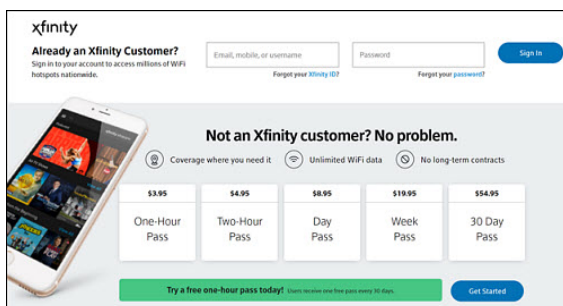 xfinity
Already an Xfinity Customer?
Sign in to your account to access millions of WiFi
hotspots nationwide.
Email, mobile, or username
Password
Sign In
Forgot your Xfinity ID?
Forgot your password?
Not an Xfinity customer? No problem.
Coverage where you need it
Unlimited WiFi data
No long-term contracts
$3.95
$4.95
$8.95
$19.95
$54.95
One-Hour
Pass
Two-Hour
Pass
Day
Pass
Week
Pass
30 Day
Pass
Try a free one-hour pass today! Users receive one free pass every 30 days.
Get Started